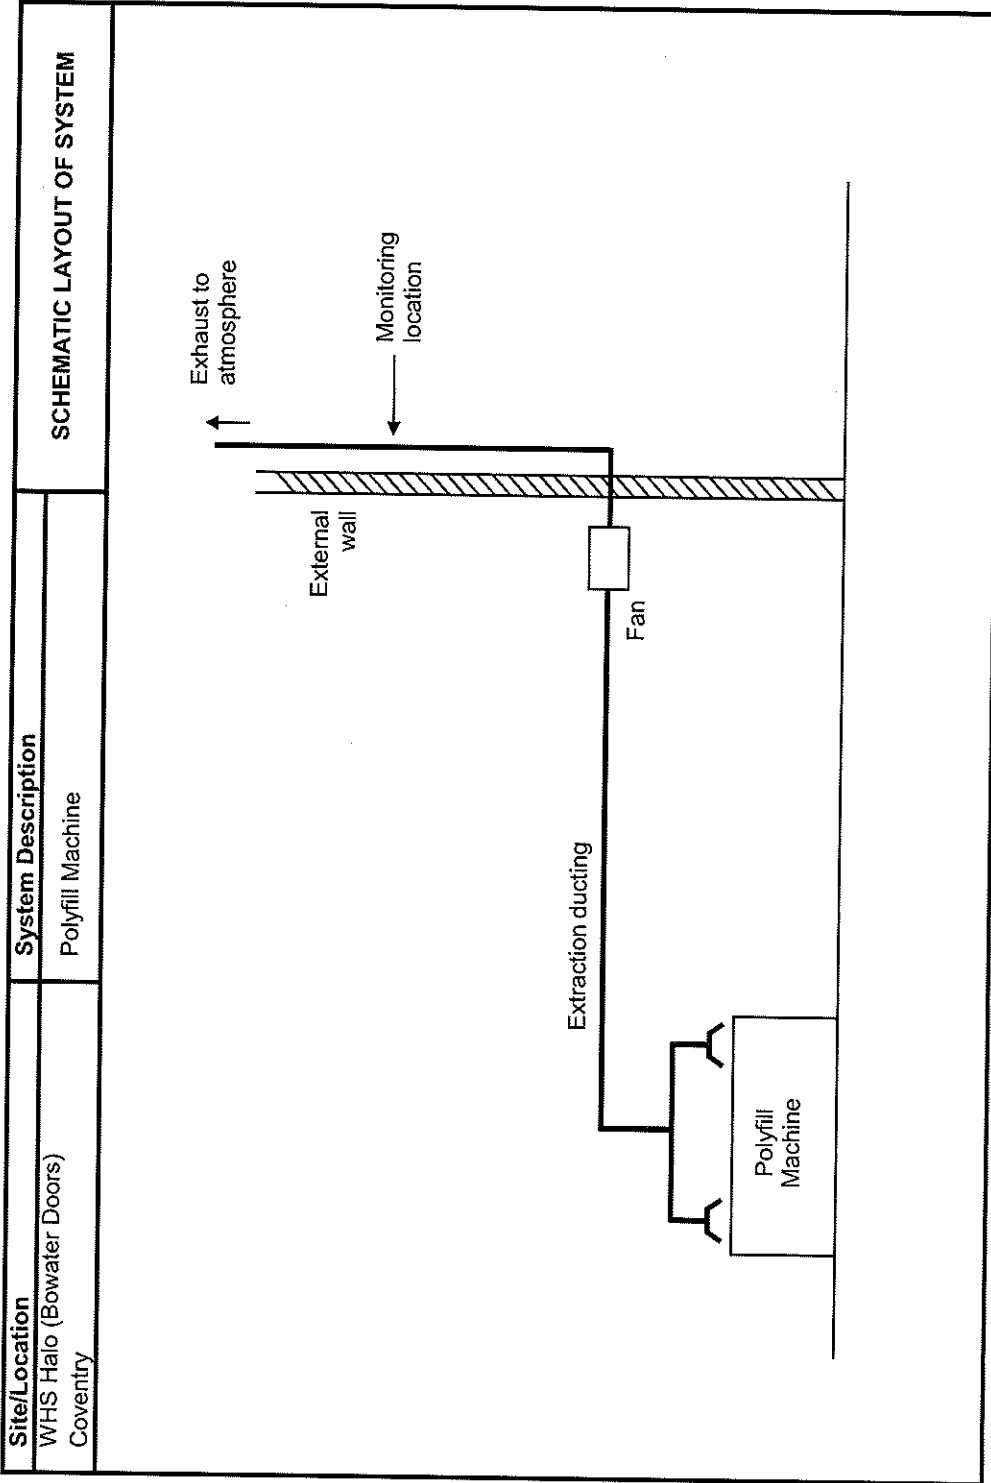 Site/Location
System Description
SCHEMATIC LAYOUT OF SYSTEM
WHS Halo (Bowater Doors)
Coventry
Polyfill Machine
Exhaust to
atmosphere
Monitoring
location
External
wall
Fan
Extraction ducting
Polyfill
Machine